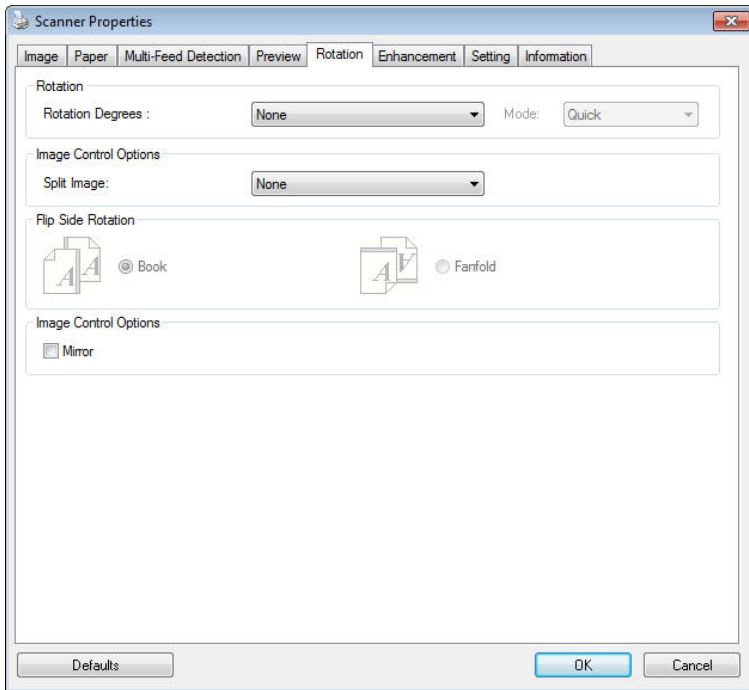 Scanner Properties
Image Paper Multi-Feed Detection Preview Rotation Enhancement Setting Information
Rotation
Rotation Degrees : None Mode: Quick
Image Control Options
Split Image: None
Flip Side Rotation
A A Book A A Fanfold
Image Control Options
Mirror
Defaults OK Cancel